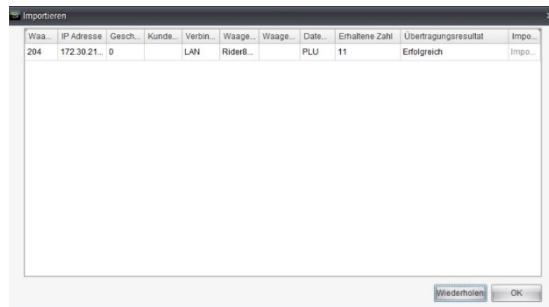 Importieren
Waa... IP Adresse Gesch... Kunde... Verbin... Waage... Waage... Date... Erhaltene Zahl Übertragungsresultat Impo...
204 172.30.21... 0 LAN Rider8... PLU 11 Erfolgreich Impo...
Wiederholen OK